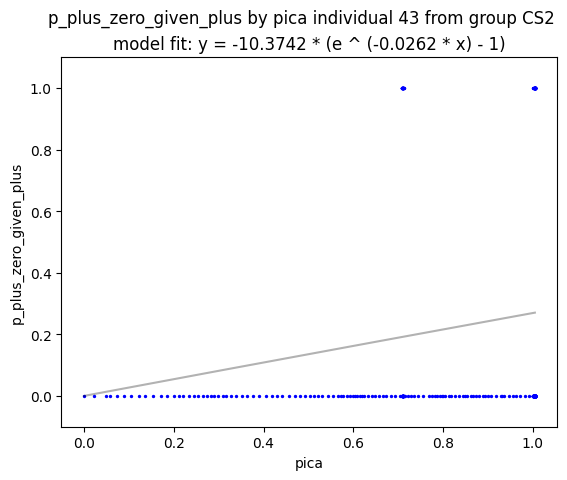 p_plus_zero_given_plus by pica individual 43 from group CS2
model fit: y = -10.3742 * (e ^ (-0.0262 * x) - 1)
1.0
0.8
0.6
0.4
0.2
0.0
p_plus_zero_given_plus
0.0 0.2 0.4 0.6 0.8 1.0
pica